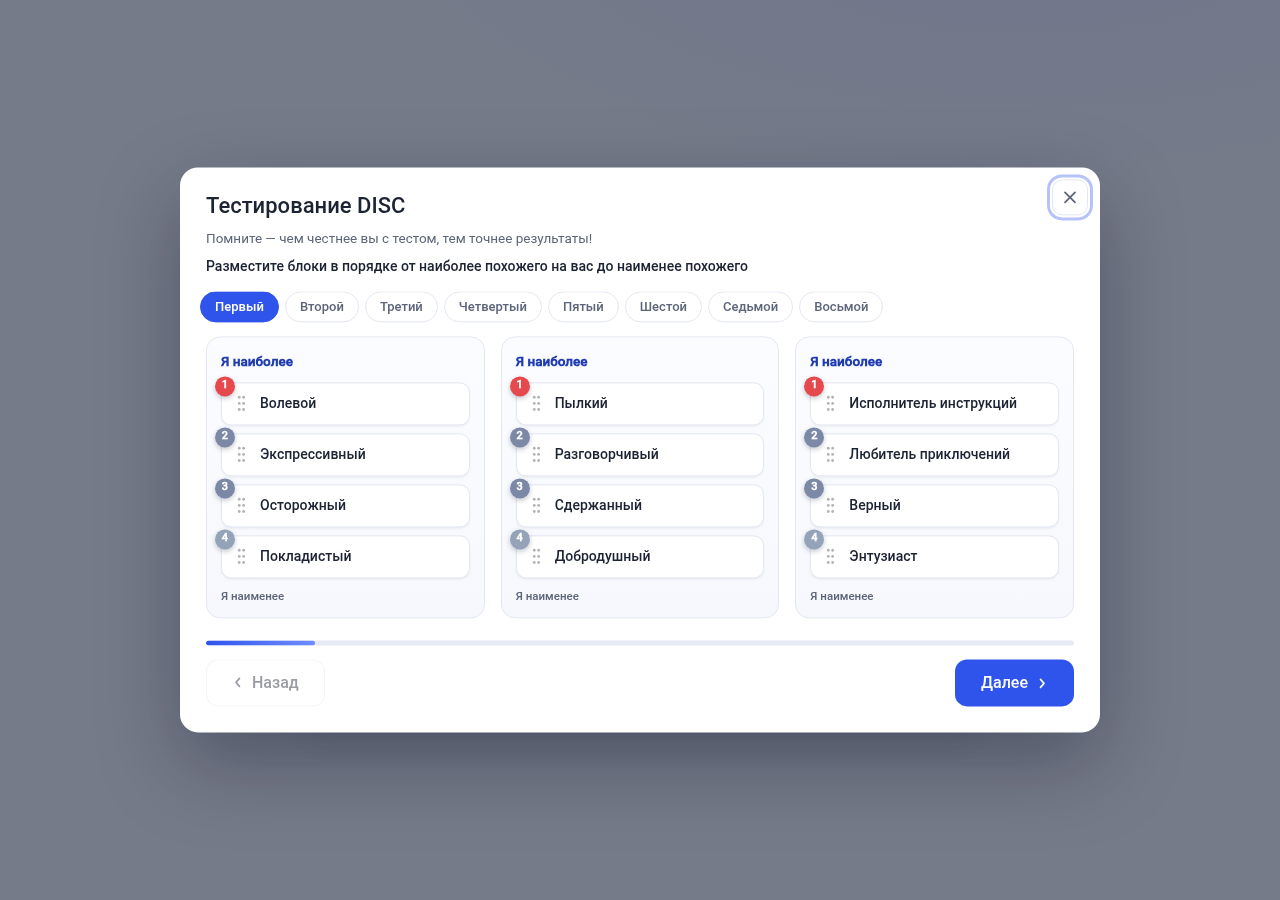 Тестирование DISC
Помните — чем честнее вы с тестом, тем точнее результаты!
Разместите блоки в порядке от наиболее похожего на вас до наименее похожего
Первый Второй Третий Четвертый Пятый Шестой Седьмой Восьмой
Я наиболее
1 Волевой
2 Экспрессивный
3 Осторожный
4 Покладистый
Я наименее
Я наиболее
1 Пылкий
2 Разговорчивый
3 Сдержанный
4 Добродушный
Я наименее
Я наиболее
1 Исполнитель инструкций
2 Любитель приключений
3 Верный
4 Энтузиаст
Я наименее
Назад
Далее